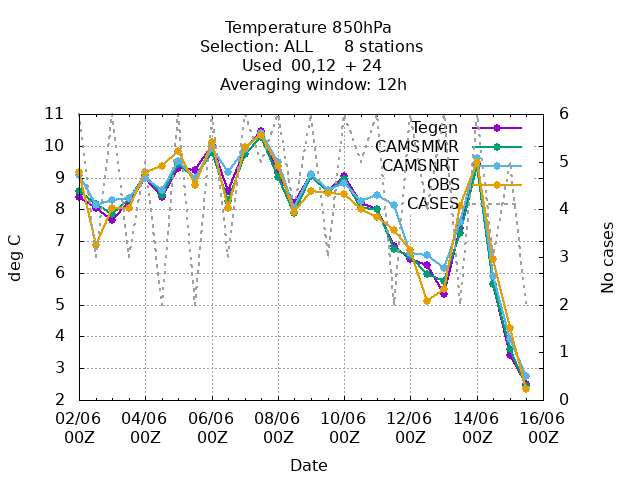 Temperature 850hPa
Selection: ALL 8 stations
Used 00,12 + 24
Averaging window: 12h
11 6
Tegen
10 CAMSMMR
CAMSNRT 5
9 OBS
CASES
8 4
7
deg C 6 3 No cases
5 2
4
3 1
2 0
02/06 04/06 06/06 08/06 10/06 12/06 14/06 16/06
00Z 00Z 00Z 00Z 00Z 00Z 00Z 00Z
Date